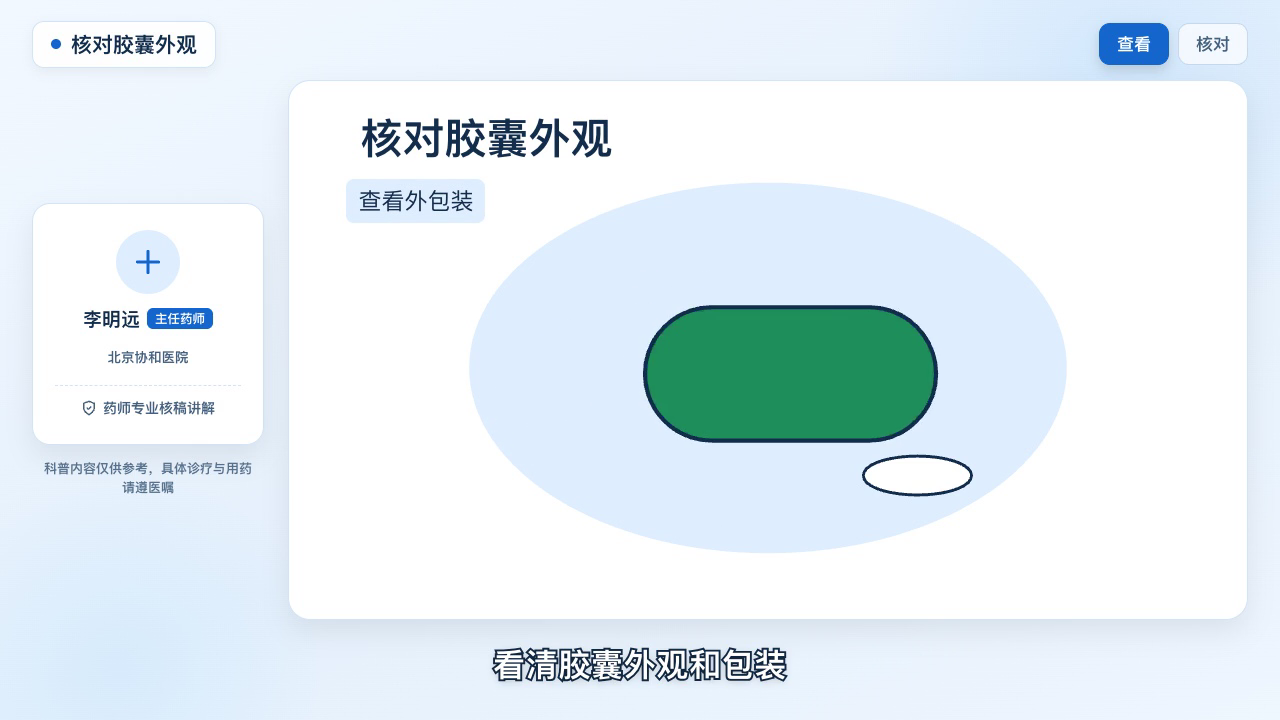 核对胶囊外观
查看
核对
核对胶囊外观
查看外包装
李明远 主任药师
北京协和医院
药师专业核稿讲解
科普内容仅供参考，具体诊疗与用药
请遵医嘱
看清胶囊外观和包装